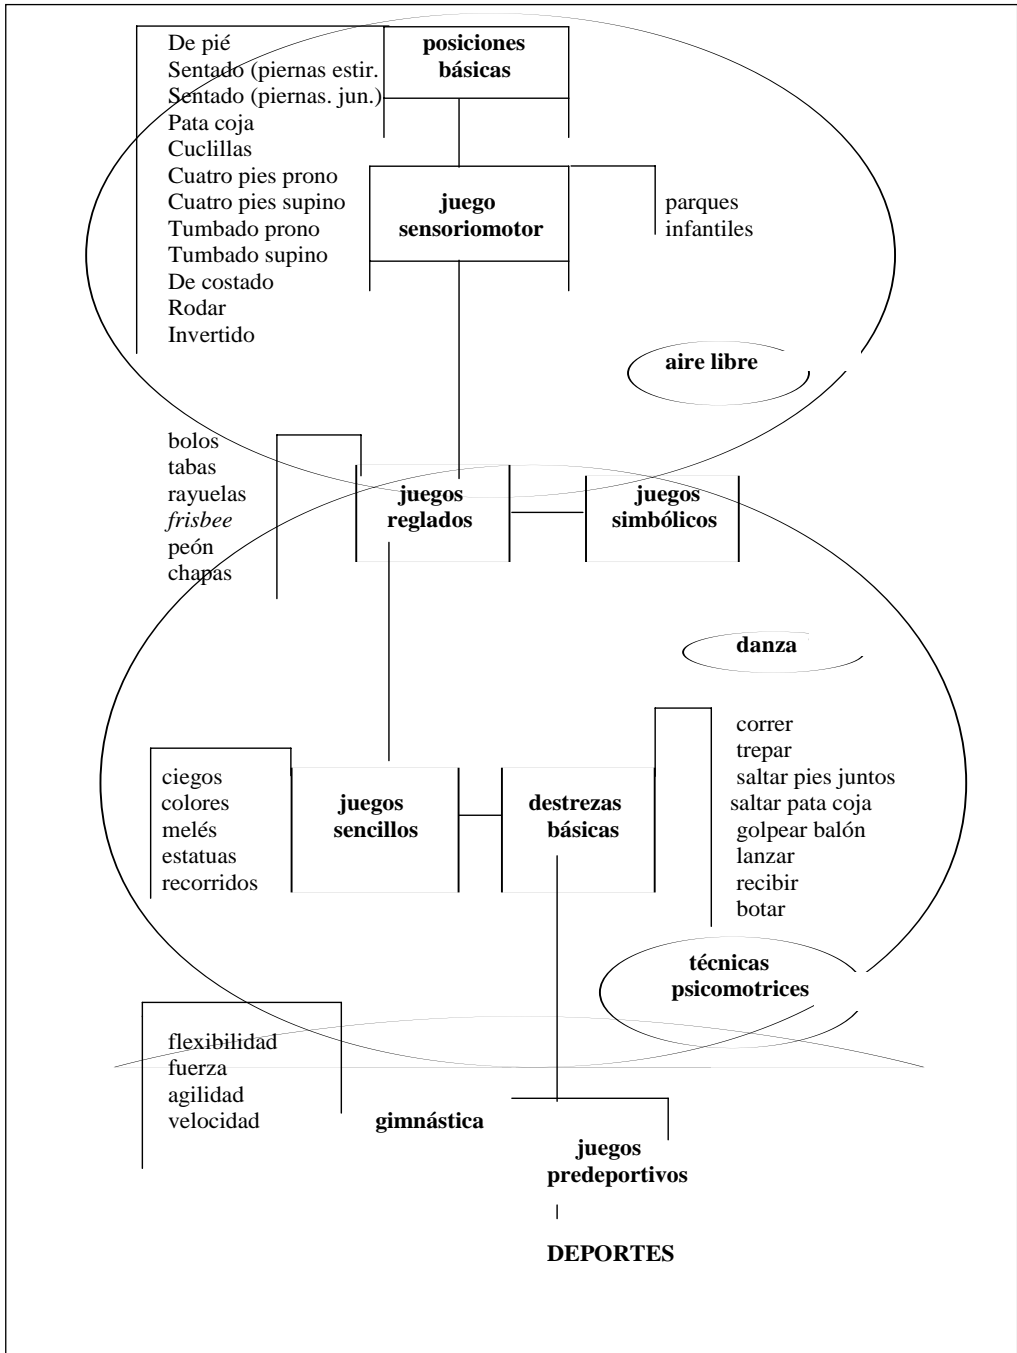 posiciones
básicas
De pié
Sentado (piernas estir.
Sentado (piernas. jun.)
Pata coja
Cuclillas
Cuatro pies prono
Cuatro pies supino
Tumbado prono
Tumbado supino
De costado
Rodar
Invertido
juego
sensoriomotor
parques
infantiles
aire libre
bolos
tabas
rayuelas
frisbee
peón
chapas
juegos
reglados
juegos
simbólicos
danza
ciegos
colores
melés
estatuas
recorridos
juegos
sencillos
destrezas
básicas
correr
trepar
saltar pies juntos
saltar pata coja
golpear balón
lanzar
recibir
botar
técnicas
psicomotrices
flexibilidad
fuerza
agilidad
velocidad
gimnástica
juegos
predeportivos
DEPORTES